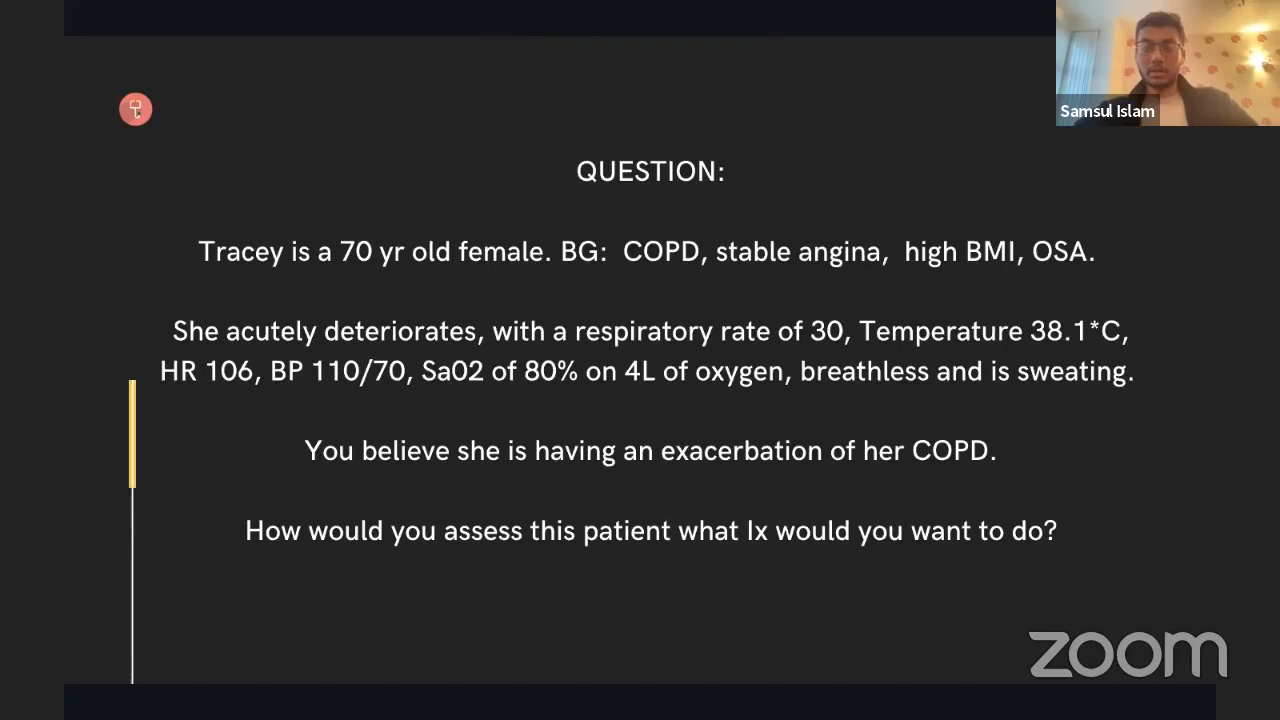 Samsul Islam
QUESTION:
Tracey is a 70 yr old female. BG: COPD, stable angina, high BMI, OSA.
She acutely deteriorates, with a respiratory rate of 30, Temperature 38.1*C,
HR 106, BP 110/70, Sa02 of 80% on 4L of oxygen, breathless and is sweating.
You believe she is having an exacerbation of her COPD.
How would you assess this patient what Ix would you want to do?
zoom